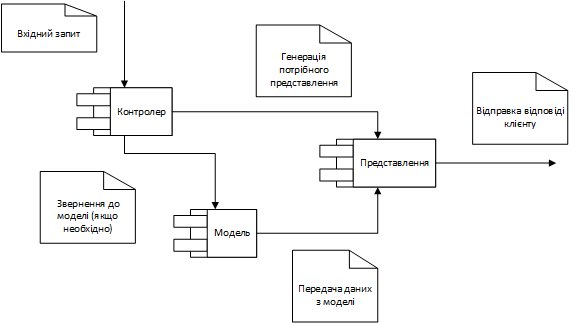 Вхідний запит
Генерація
потрібного
представлення
Відправка відповіді
клієнту
Контролер
Представлення
Звернення до
моделі (якщо
необхідно)
Модель
Передача даних
з моделі